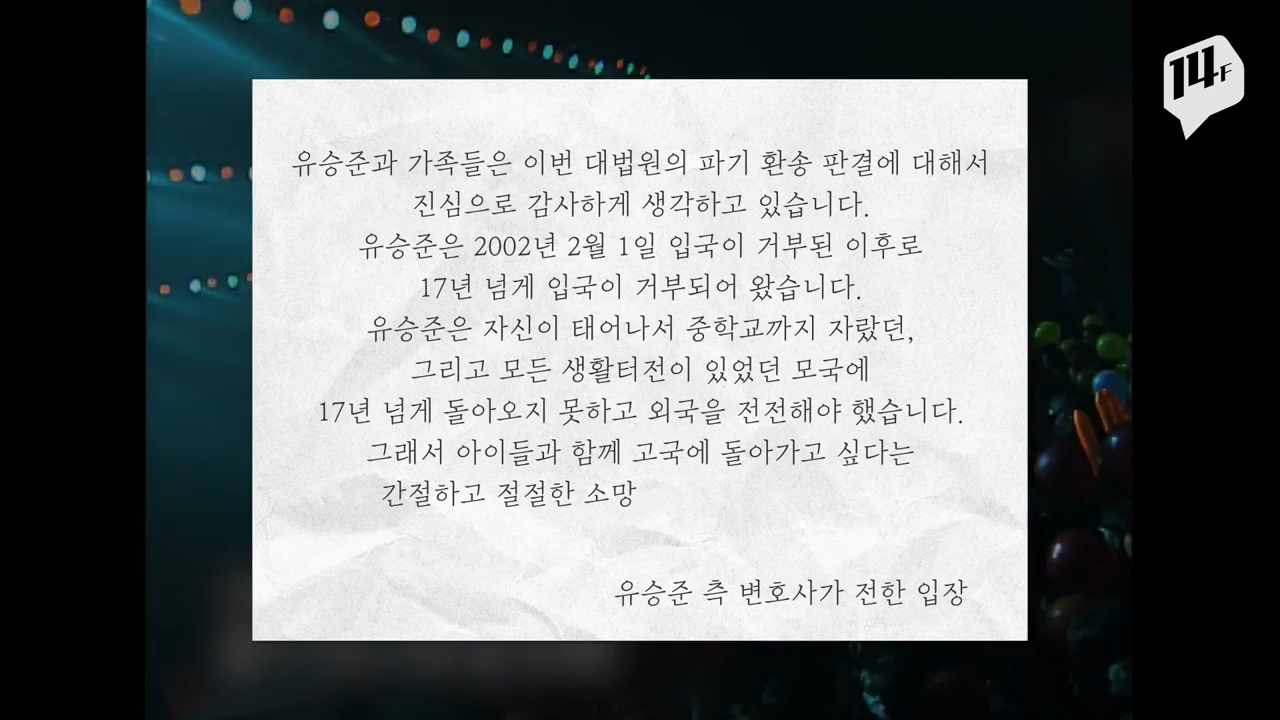 14F
유승준과 가족들은 이번 대법원의 파기 환송 판결에 대해서
진심으로 감사하게 생각하고 있습니다.
유승준은 2002년 2월 1일 입국이 거부된 이후로
17년 넘게 입국이 거부되어 왔습니다.
유승준은 자신이 태어나서 중학교까지 자랐던,
그리고 모든 생활터전이 있었던 모국에
17년 넘게 돌아오지 못하고 외국을 전전해야 했습니다.
그래서 아이들과 함께 고국에 돌아가고 싶다는
간절하고 절절한 소망
유승준 측 변호사가 전한 입장